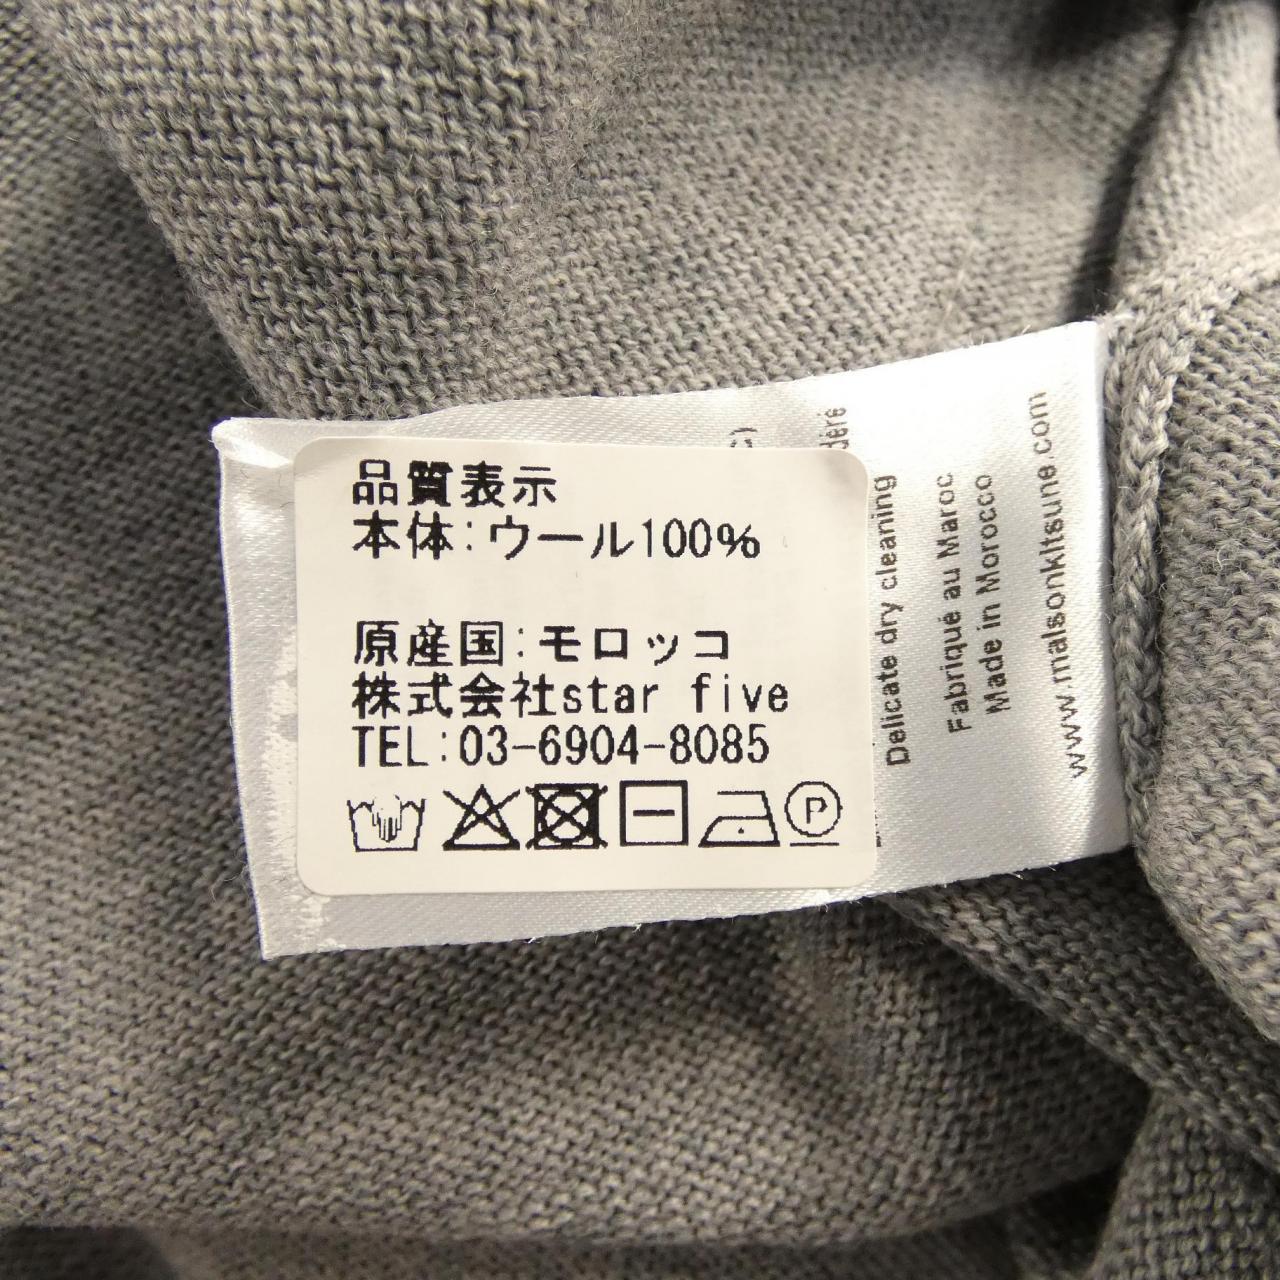 品質表示
本体:ウール100%
原産国:モロッコ
株式会社star five
TEL:03-6904-8085
P
déré
Delicate dry cleaning
Fabriqué au Maroc
Made in Morocco
www.maisonkitsune.com